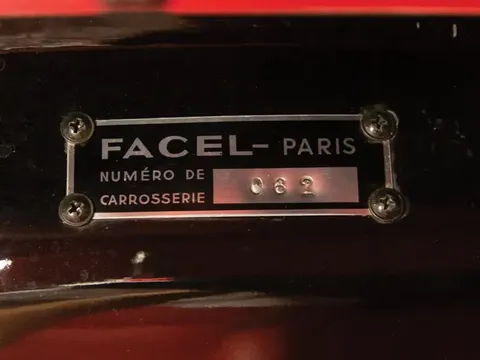 FACEL- PARIS
NUMÉRO DE
CARROSSERIE 062